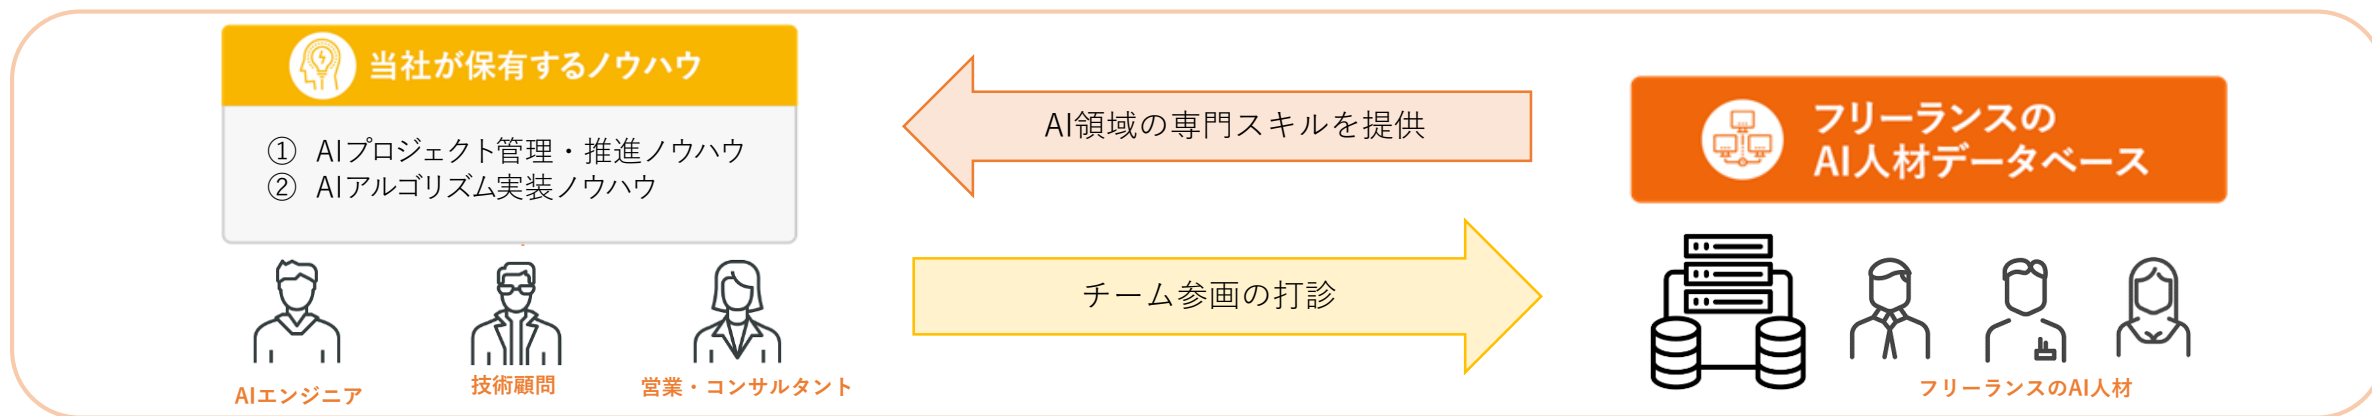 当社が保有するノウハウ
① AIプロジェクト管理・推進ノウハウ
② AIアルゴリズム実装ノウハウ
AIエンジニア
技術顧問
営業・コンサルタント
AI領域の専門スキルを提供
チーム参画の打診
フリーランスの
AI人材データベース
フリーランスのAI人材